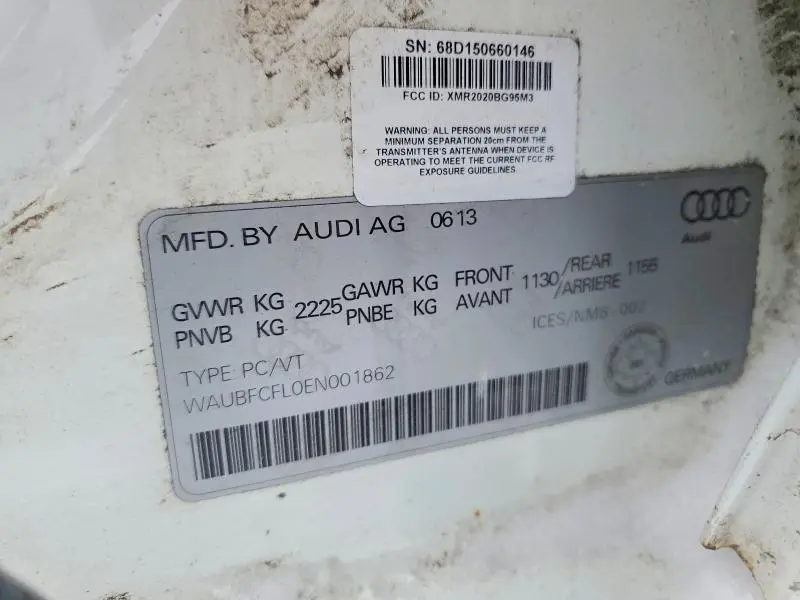 SN: 68D150660146
FCC ID: XMR2020BG95M3
WARNING: ALL PERSONS MUST KEEP A
MINIMUM SEPARATION 20cm FROM THE
TRANSMITTER'S ANTENNA WHEN DEVICE IS
OPERATING TO MEET THE CURRENT FCC RF
EXPOSURE GUIDELINES
MFD. BY AUDI AG 0613
Audi
GVWR KG 2225 GAWR KG FRONT 1130 /REAR 1155
PNVB KG PNBE KG AVANT /ARRIERE
ICES/NMB-002
TYPE: PC/VT
WAUBFCFL0EN001862
GERMANY